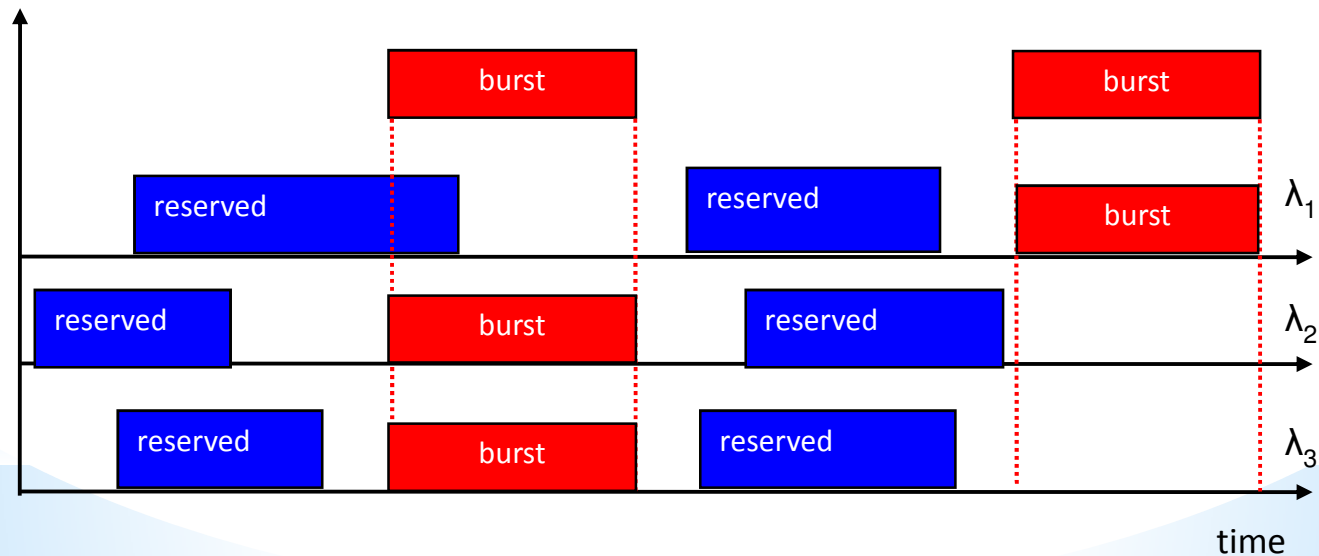 burst burst
reserved reserved burst λ1
reserved burst reserved λ2
reserved burst reserved λ3
time